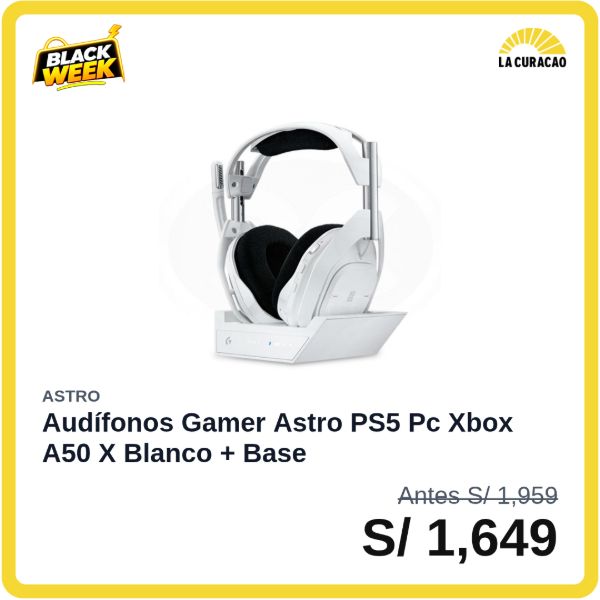 BLACK
WEEK
LA CURACAO
ASTRO
Audífonos Gamer Astro PS5 Pc Xbox
A50 X Blanco + Base
Antes S/ 1,959
S/ 1,649